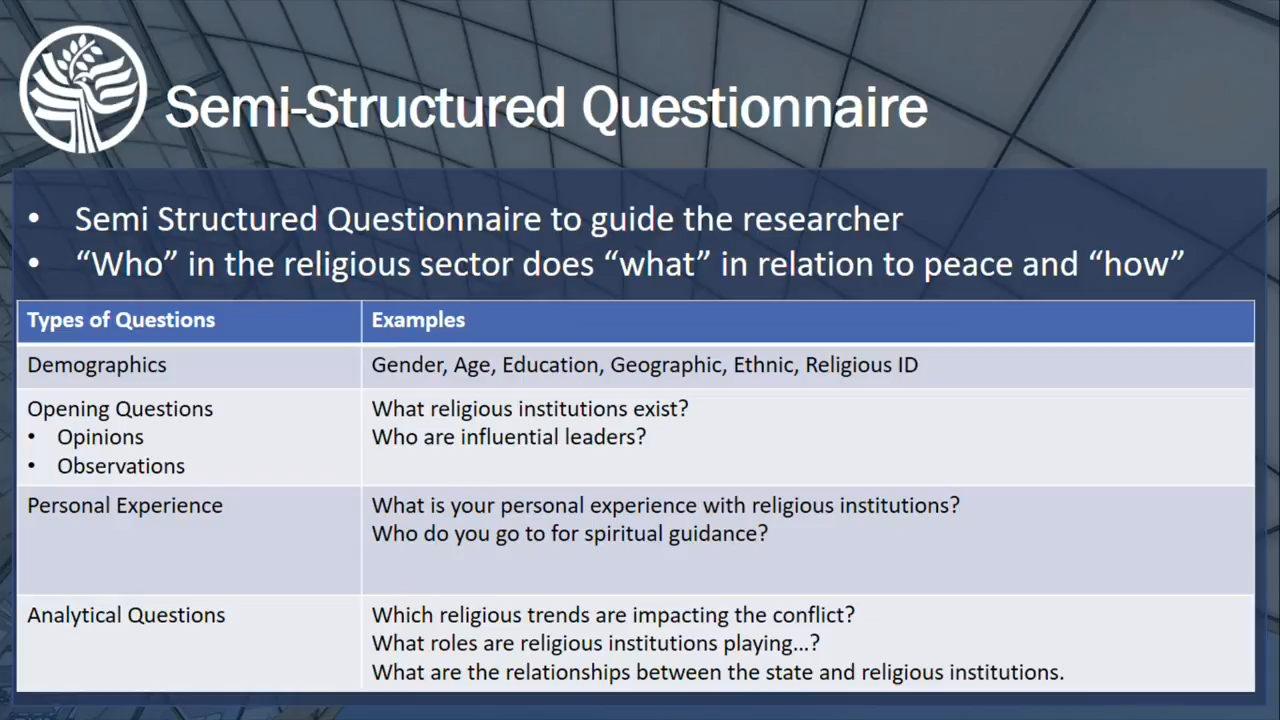 Semi-Structured Questionnaire
• Semi Structured Questionnaire to guide the researcher
• “Who” in the religious sector does “what” in relation to peace and “how”
Types of Questions Examples
Demographics Gender, Age, Education, Geographic, Ethnic, Religious ID
Opening Questions What religious institutions exist?
• Opinions Who are influential leaders?
• Observations
Personal Experience What is your personal experience with religious institutions?
Who do you go to for spiritual guidance?
Analytical Questions Which religious trends are impacting the conflict?
What roles are religious institutions playing...?
What are the relationships between the state and religious institutions.